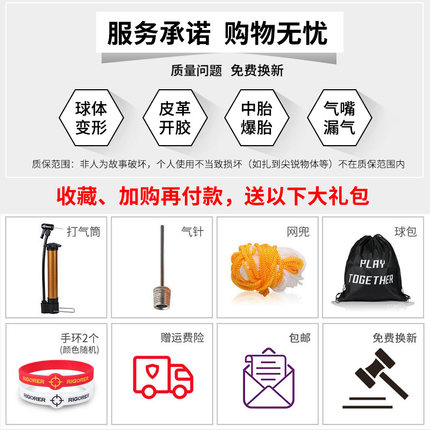 服务承诺 购物无忧
质量问题 免费换新
球体
变形
皮革
开胶
中胎
爆胎
气嘴
漏气
质保范围：非人为故事破坏，个人使用不当致损坏（如扎到尖锐物体等）不在质保范围内
收藏、加购再付款，送以下大礼包
打气筒
气针
网兜
球包
PLAY
TOGETHER
手环2个
(颜色随机)
RIGORER RIGORER
RIGORER RIGORER
赠运费险
包邮
免费换新